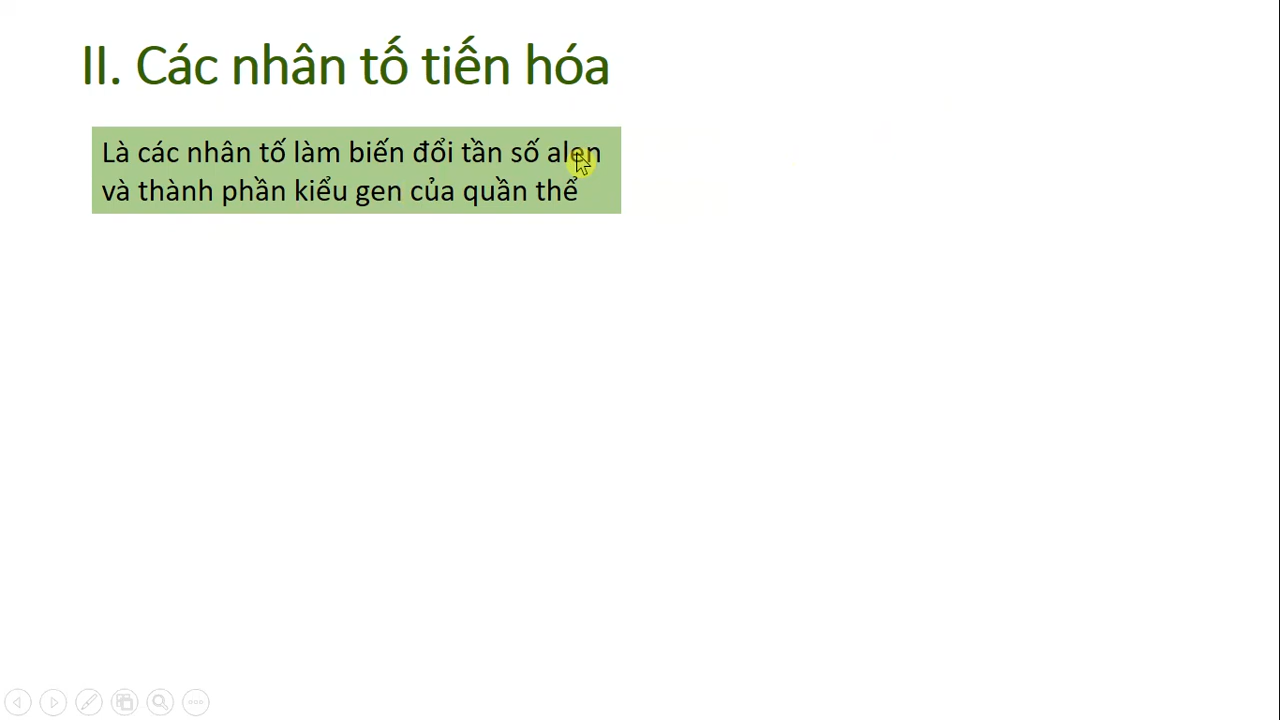 II. Các nhân tố tiến hóa
Là các nhân tố làm biến đổi tần số alen
và thành phần kiểu gen của quần thể